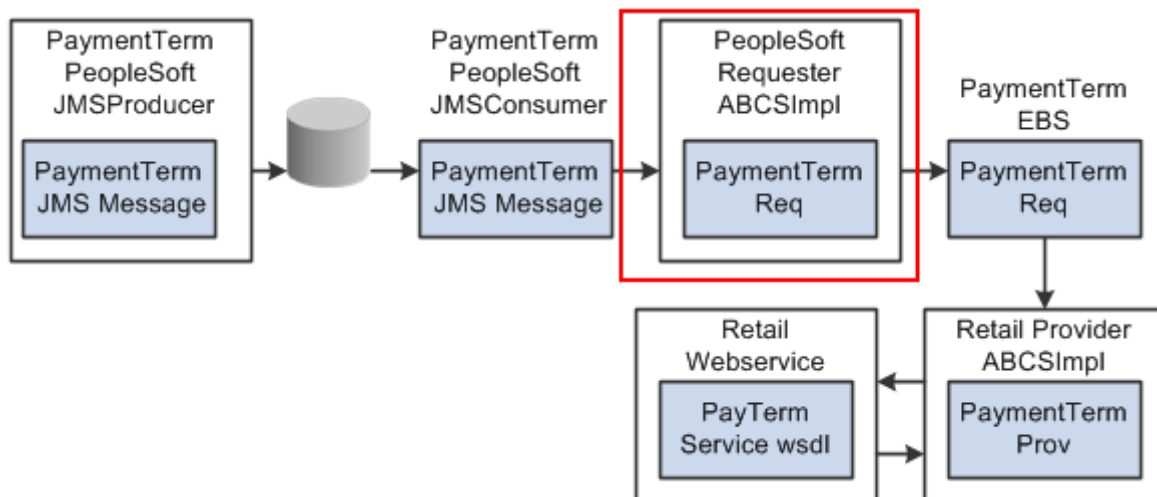 PaymentTerm
PeopleSoft
JMSProducer
PaymentTerm
JMS Message
PaymentTerm
PeopleSoft
JMSConsumer
PaymentTerm
JMS Message
PeopleSoft
Requester
ABCSImpl
PaymentTerm
Req
PaymentTerm
EBS
PaymentTerm
Req
Retail
Webservice
PayTerm
Service wsdl
Retail Provider
ABCSImpl
PaymentTerm
Prov